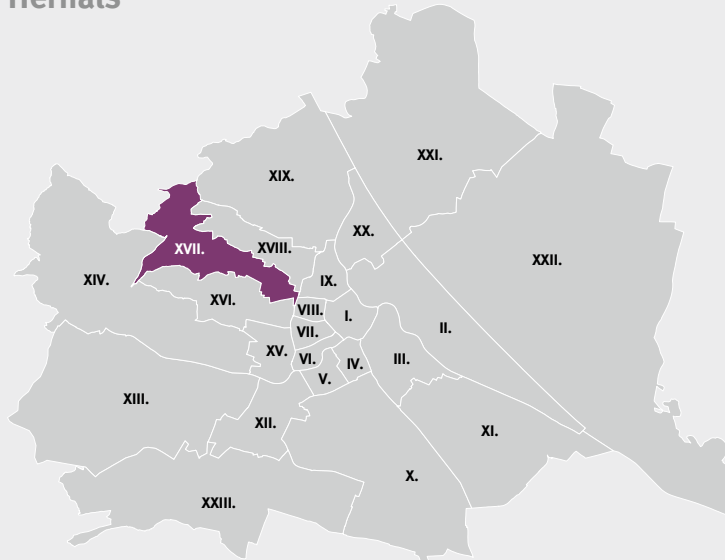 Hernals
XXI.
XIX.
XX.
XVII.
XVIII.
XXII.
XIV.
IX.
XVI.
VIII.
I.
II.
VII.
XV.
VI.
IV.
III.
V.
XIII.
XII.
XI.
X.
XXIII.